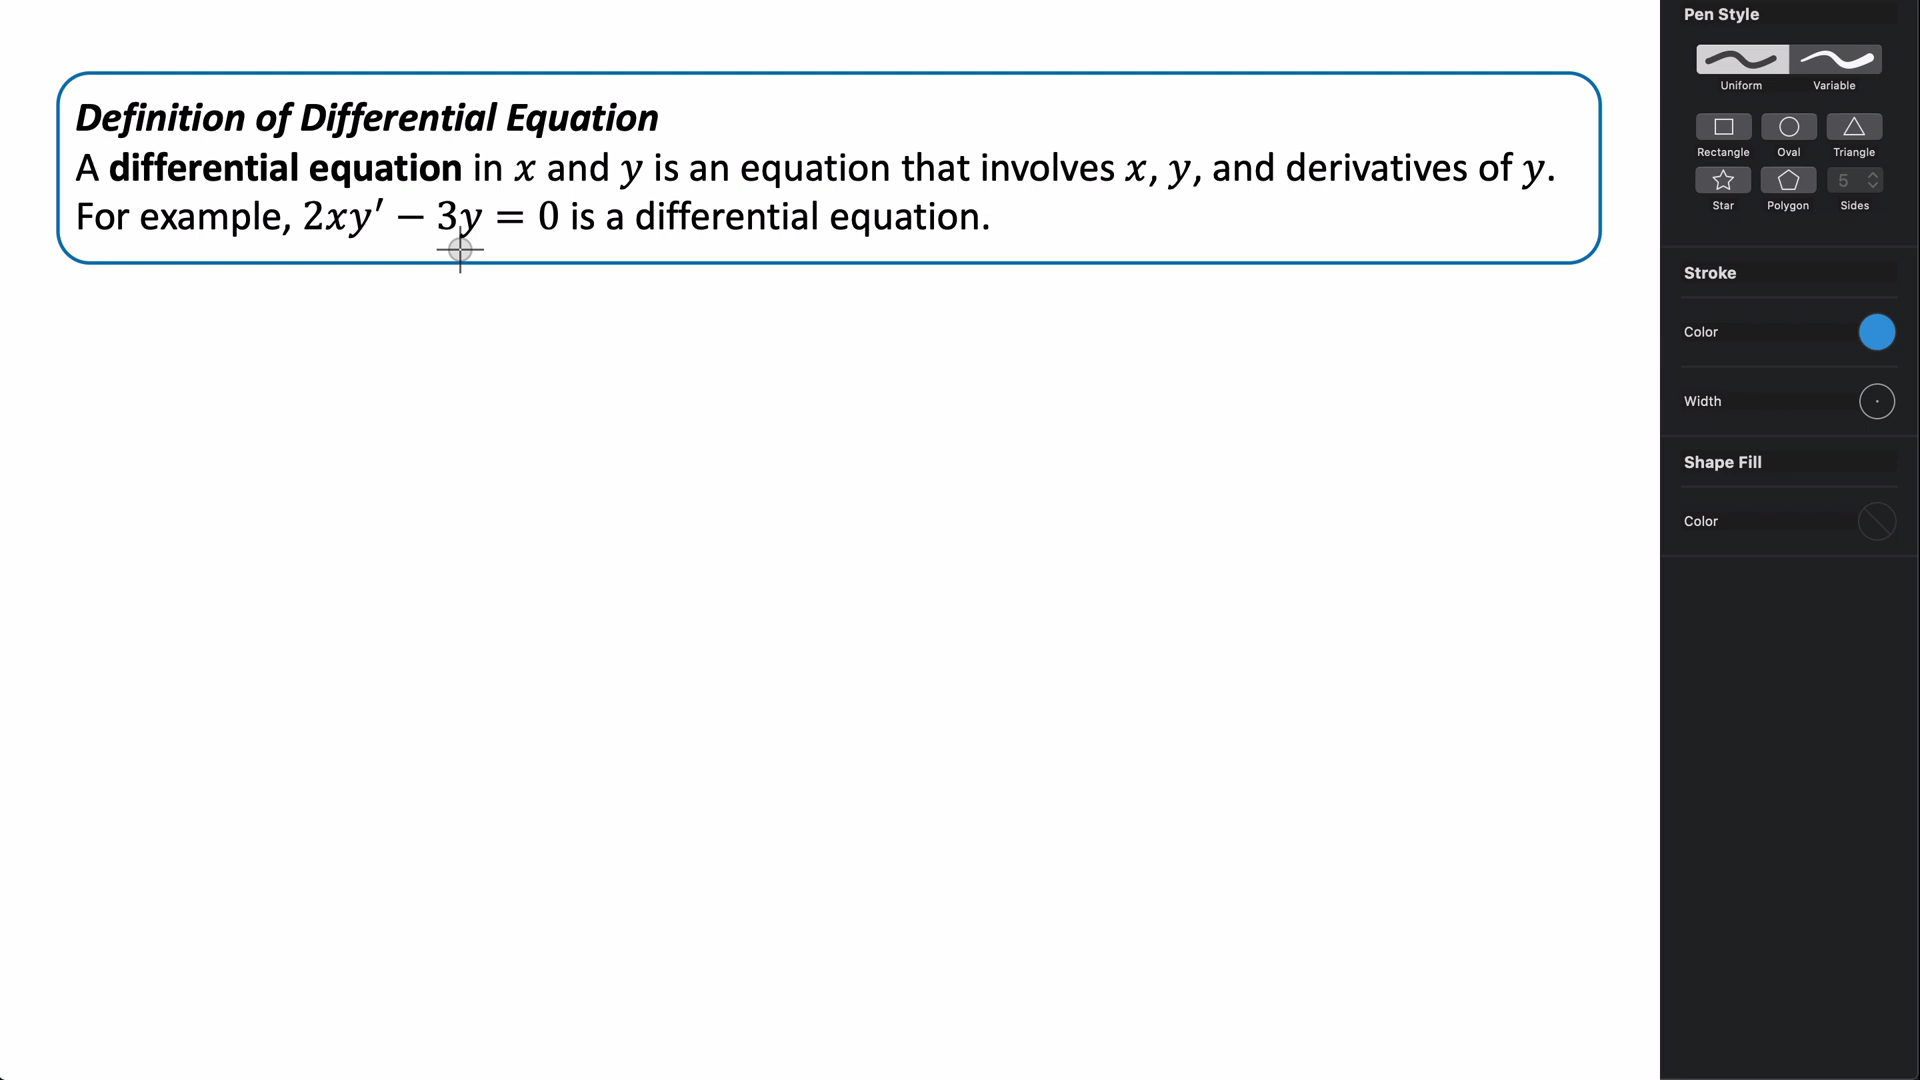 Definition of Differential Equation
A differential equation in x and y is an equation that involves x, y, and derivatives of y.
For example, 2xy′ − 3y = 0 is a differential equation.
Pen Style
Uniform Variable
Rectangle Oval Triangle
5
Star Polygon Sides
Stroke
Color
Width
Shape Fill
Color